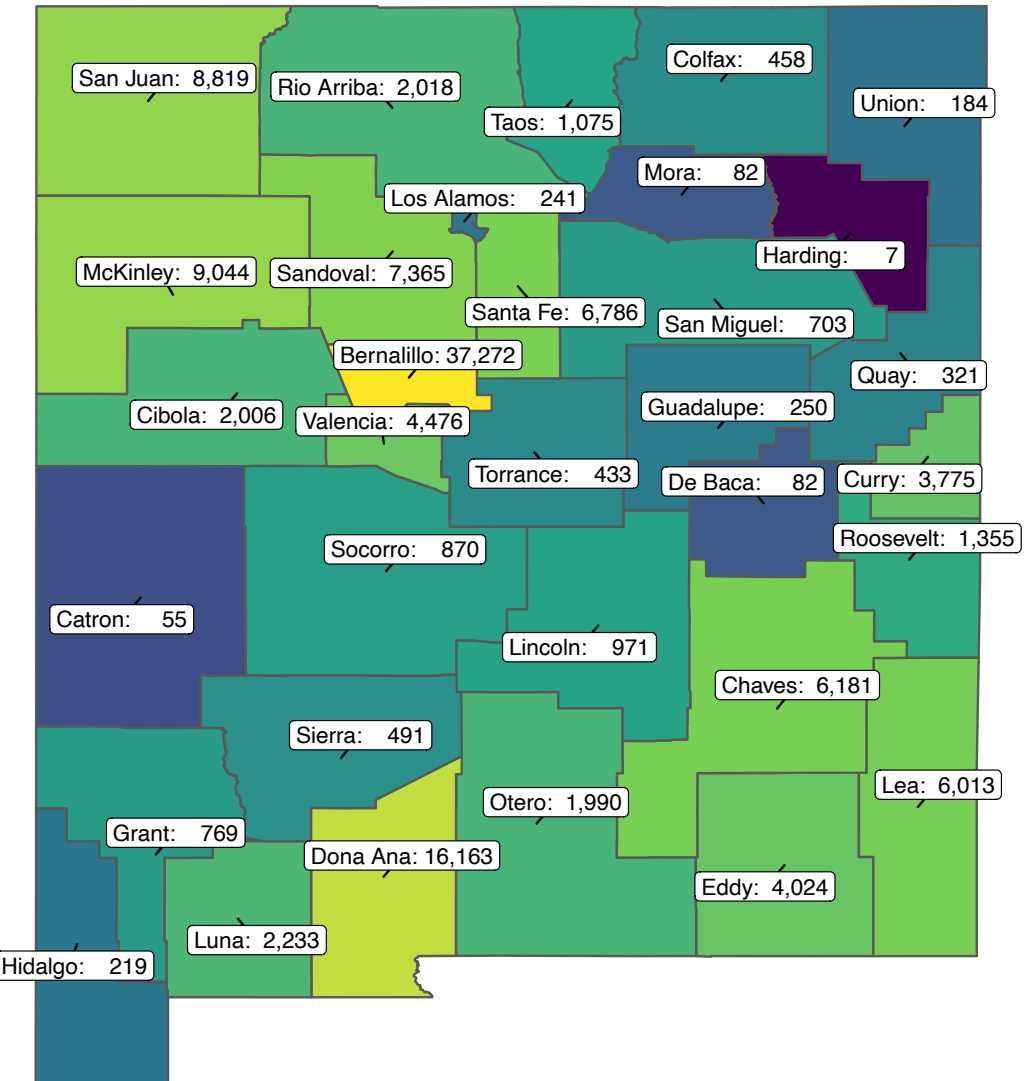 Colfax: 458
San Juan: 8,819
Rio Arriba: 2,018
Union: 184
Taos: 1,075
Mora: 82
Los Alamos: 241
Harding: 7
McKinley: 9,044
Sandoval: 7,365
Santa Fe: 6,786
San Miguel: 703
Bernalillo: 37,272
Quay: 321
Guadalupe: 250
Cibola: 2,006
Valencia: 4,476
Torrance: 433
De Baca: 82
Curry: 3,775
Roosevelt: 1,355
Socorro: 870
Catron: 55
Lincoln: 971
Chaves: 6,181
Sierra: 491
Lea: 6,013
Otero: 1,990
Grant: 769
Dona Ana: 16,163
Eddy: 4,024
Luna: 2,233
Hidalgo: 219